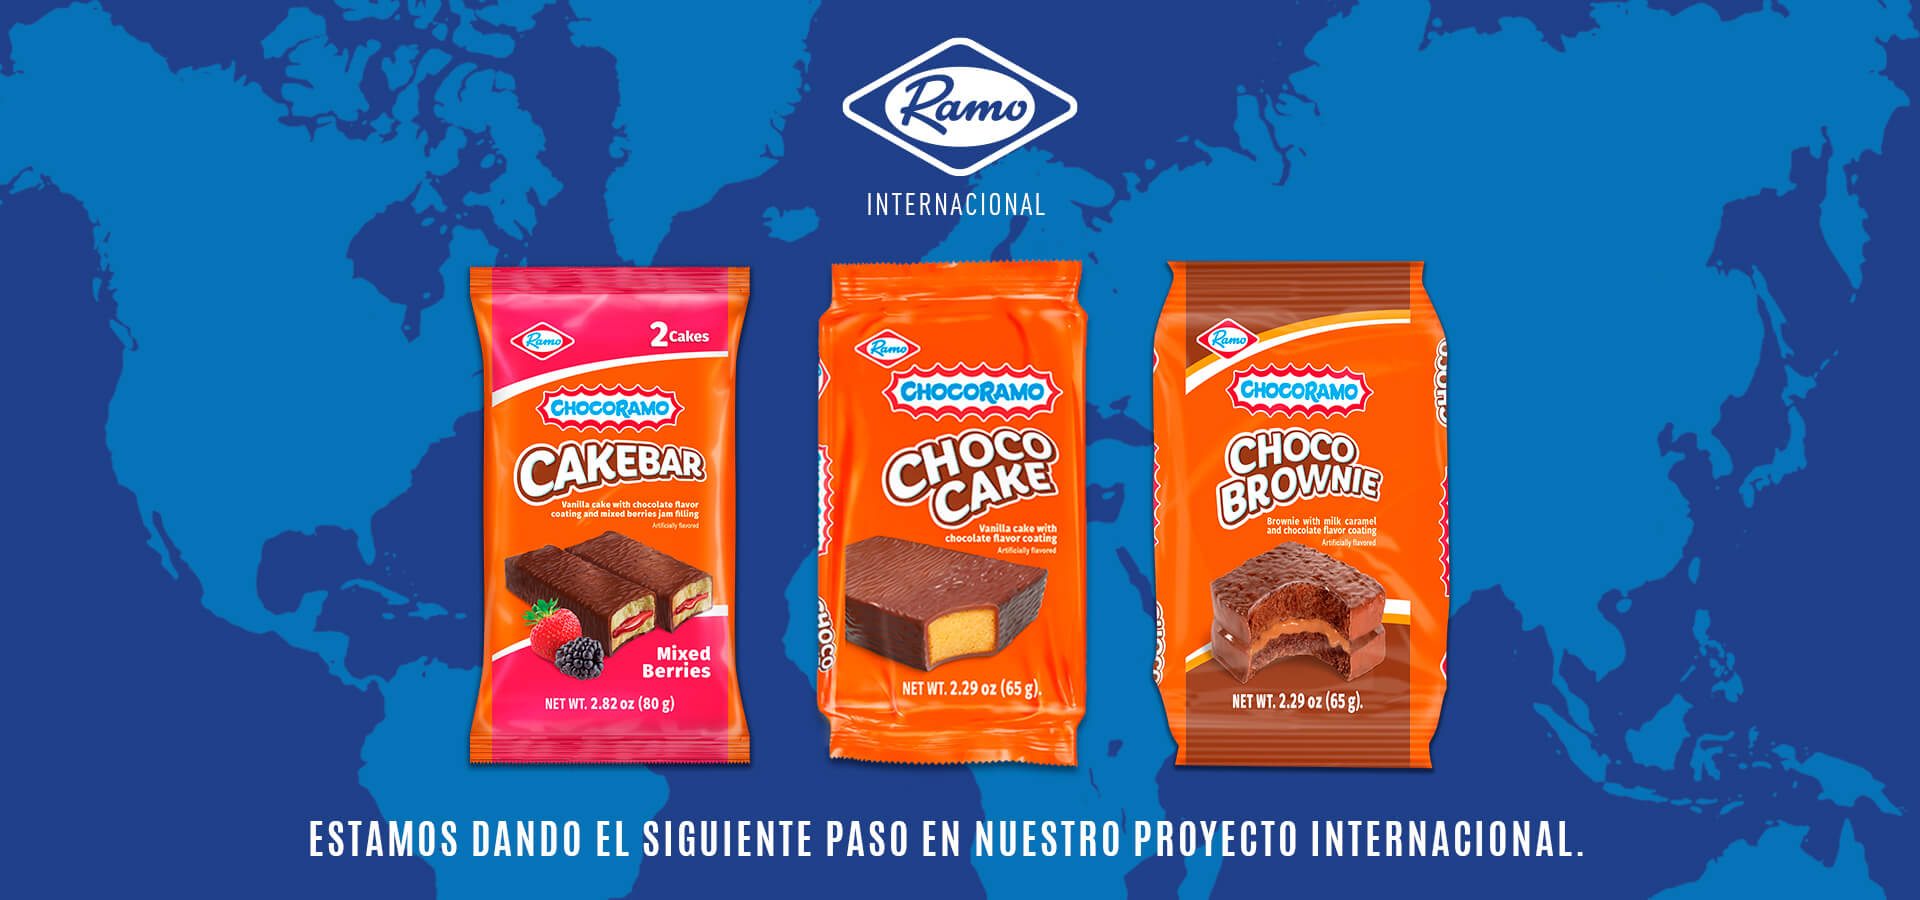 Ramo
INTERNACIONAL
Ramo
2 Cakes
CHOCORAMO
CAKEBAR
Vanilla cake with chocolate flavor
coating and mixed berries jam filling
Artificially flavored
Mixed
Berries
NET WT. 2.82 oz (80 g)
Ramo
CHOCORAMO
CHOCO
CAKE
Vanilla cake with
chocolate flavor coating
Artificially flavored
CHOCO
NET WT. 2.29 oz (65 g).
Ramo
CHOCORAMO
CHOCO
CHOCO
BROWNIE
Brownie with milk caramel
and chocolate flavor coating
Artificially flavored
NET WT. 2.29 oz (65 g).
ESTAMOS DANDO EL SIGUIENTE PASO EN NUESTRO PROYECTO INTERNACIONAL.